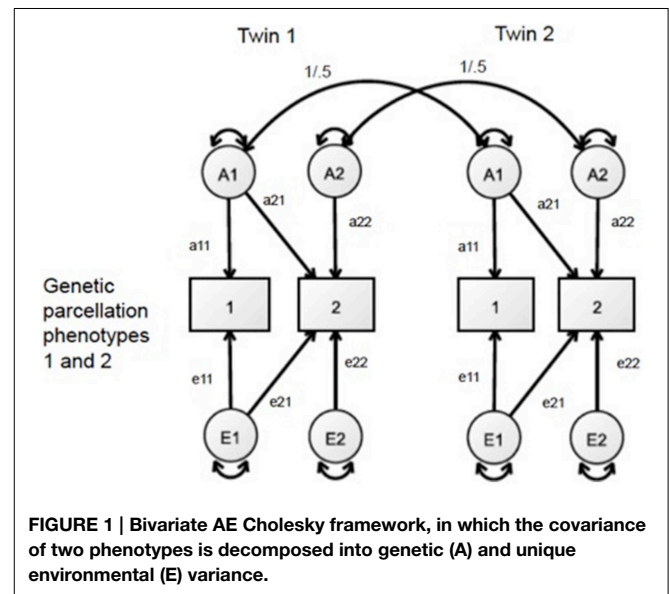 Twin 1 Twin 2
1/.5 1/.5
A1 A2 A1 A2
a21 a21
a22 a22
a11 a11
Genetic
parcellation
phenotypes
1 and 2
1 2 1 2
e22 e22
e11 e11
e21 e21
E1 E2 E1 E2
FIGURE 1 | Bivariate AE Cholesky framework, in which the covariance
of two phenotypes is decomposed into genetic (A) and unique
environmental (E) variance.